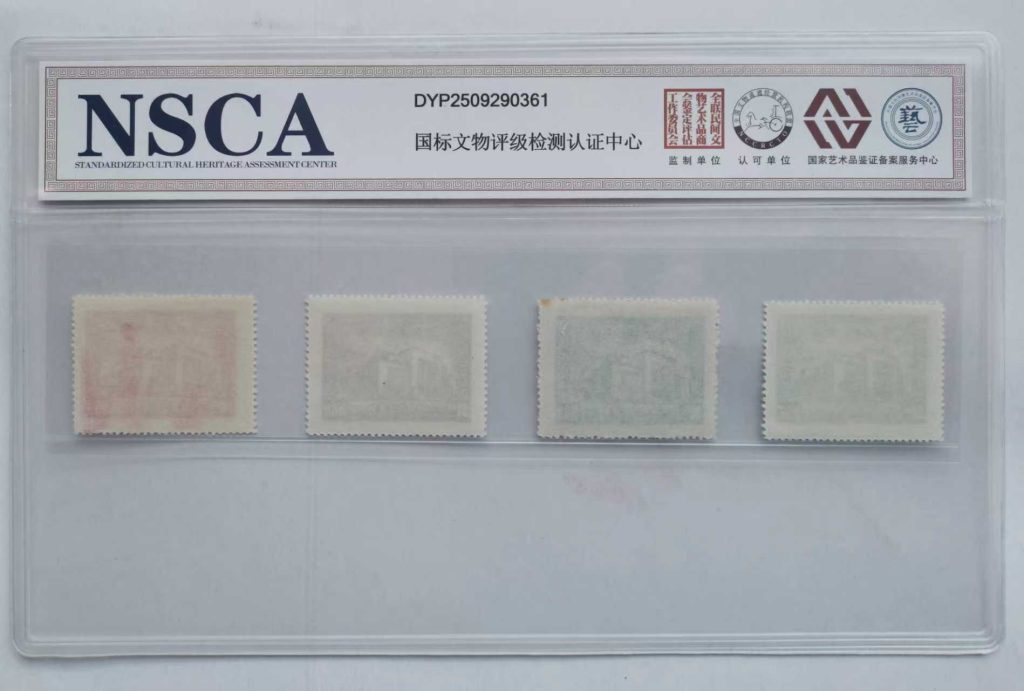 NSCA
STANDARDIZED CULTURAL HERITAGE ASSESSMENT CENTER
DYP2509290361
国标文物评级检测认证中心
全联民间文
物艺术品商
会鉴定评估
工作委员会
监制单位
认可单位
藝
国家艺术品鉴证备案服务中心